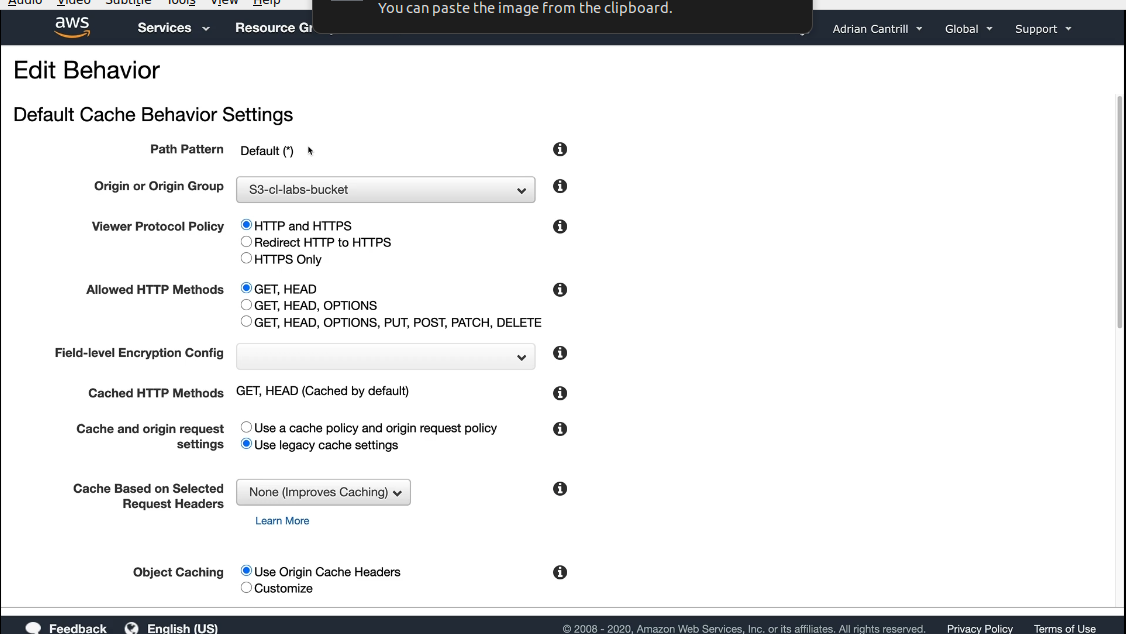 Audio Video Subtitle Tools View Help
You can paste the image from the clipboard.
aws Services Resource Gr Adrian Cantrill Global Support
Edit Behavior
Default Cache Behavior Settings
Path Pattern Default (*)
Origin or Origin Group S3-cl-labs-bucket
Viewer Protocol Policy HTTP and HTTPS
Redirect HTTP to HTTPS
HTTPS Only
Allowed HTTP Methods GET, HEAD
GET, HEAD, OPTIONS
GET, HEAD, OPTIONS, PUT, POST, PATCH, DELETE
Field-level Encryption Config
Cached HTTP Methods GET, HEAD (Cached by default)
Cache and origin request settings
Use a cache policy and origin request policy
Use legacy cache settings
Cache Based on Selected Request Headers
None (Improves Caching)
Learn More
Object Caching Use Origin Cache Headers
Customize
Feedback English (US) © 2008 - 2020, Amazon Web Services, Inc. or its affiliates. All rights reserved. Privacy Policy Terms of Use